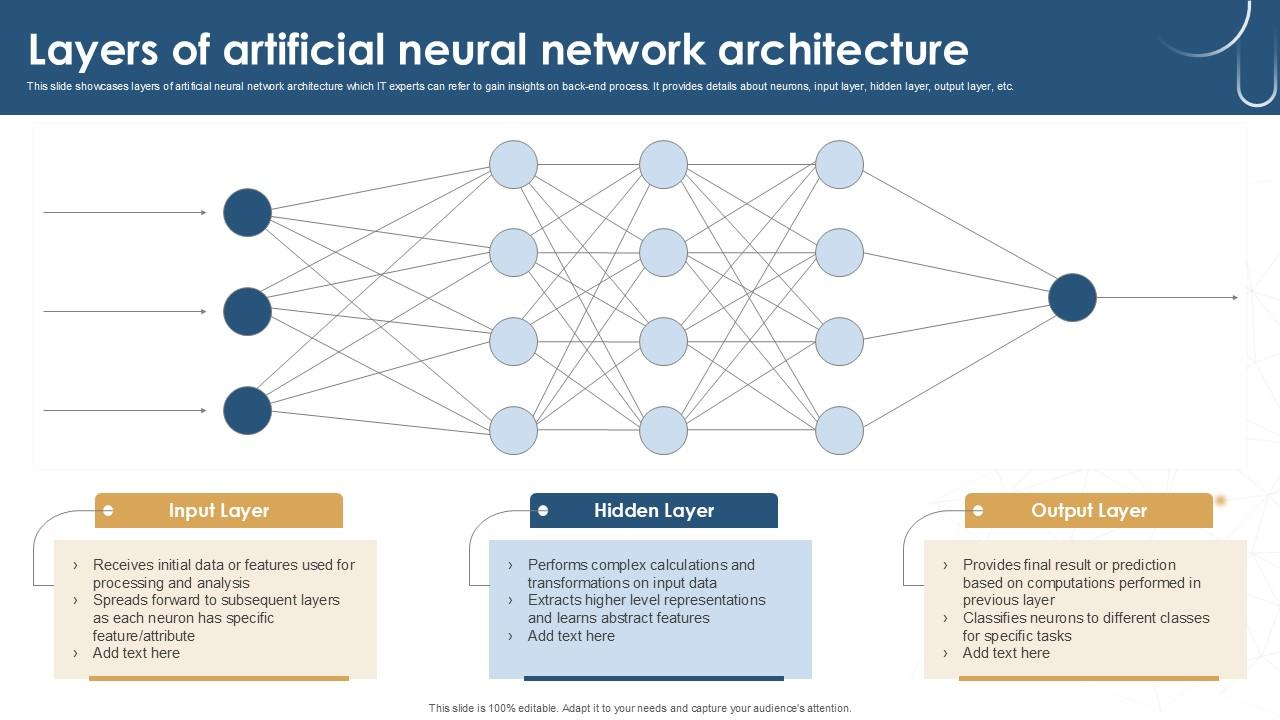 Layers of artificial neural network architecture
This slide showcases layers of artificial neural network architecture which IT experts can refer to gain insights on back-end process. It provides details about neurons, input layer, hidden layer, output layer, etc.
Input Layer
› Receives initial data or features used for
processing and analysis
› Spreads forward to subsequent layers
as each neuron has specific
feature/attribute
› Add text here
Hidden Layer
› Performs complex calculations and
transformations on input data
› Extracts higher level representations
and learns abstract features
› Add text here
Output Layer
› Provides final result or prediction
based on computations performed in
previous layer
› Classifies neurons to different classes
for specific tasks
› Add text here
This slide is 100% editable. Adapt it to your needs and capture your audience's attention.